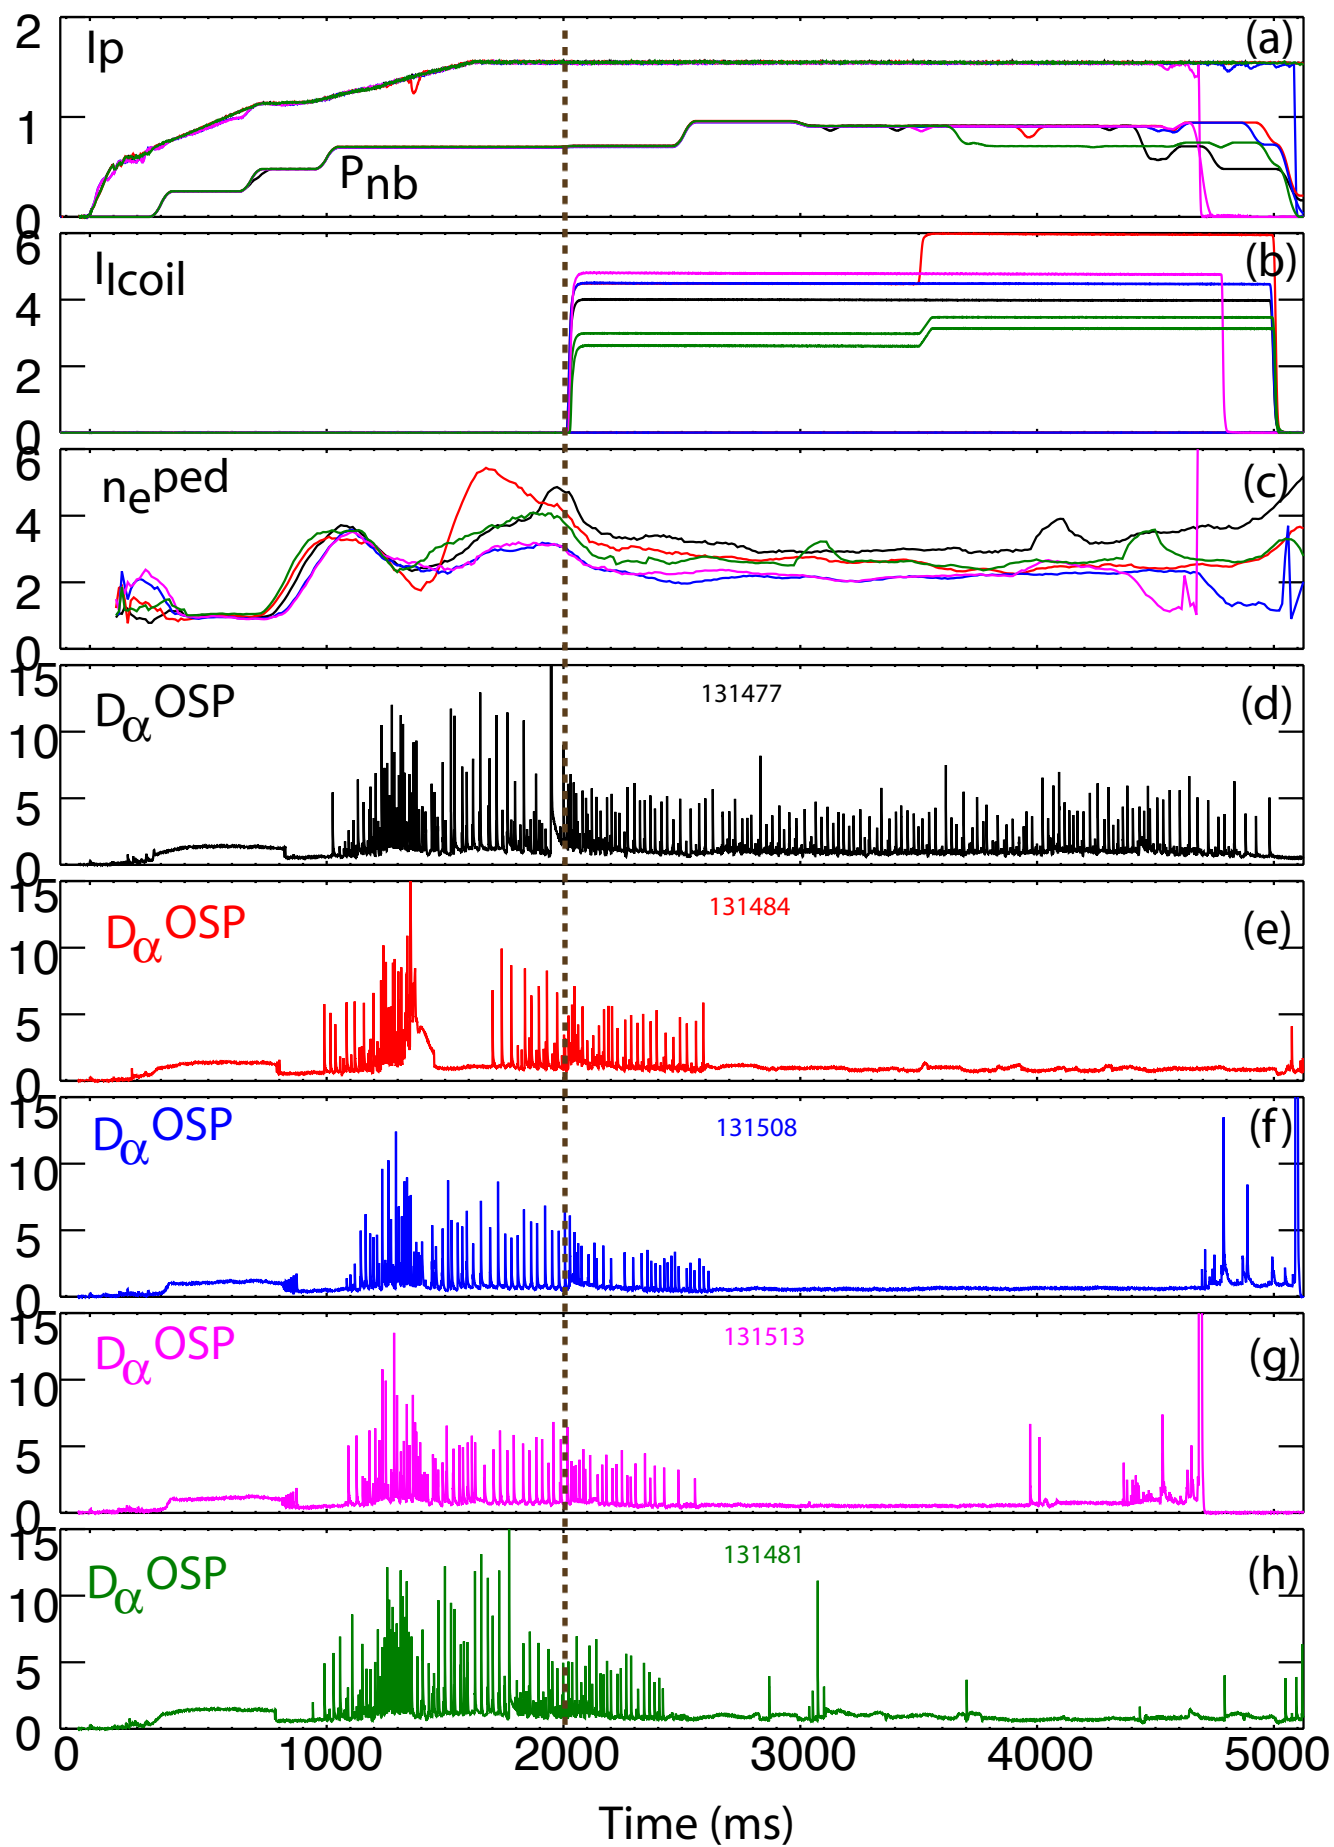 2
Ip
(a)
1
Pnb
0
6
IIcoil
(b)
4
2
0
6
neped
(c)
4
2
0
15
DαOSP
131477
(d)
10
5
0
15
DαOSP
131484
(e)
10
5
0
15
DαOSP
131508
(f)
10
5
0
15
DαOSP
131513
(g)
10
5
0
15
DαOSP
131481
(h)
10
5
0
0 1000 2000 3000 4000 5000
Time (ms)